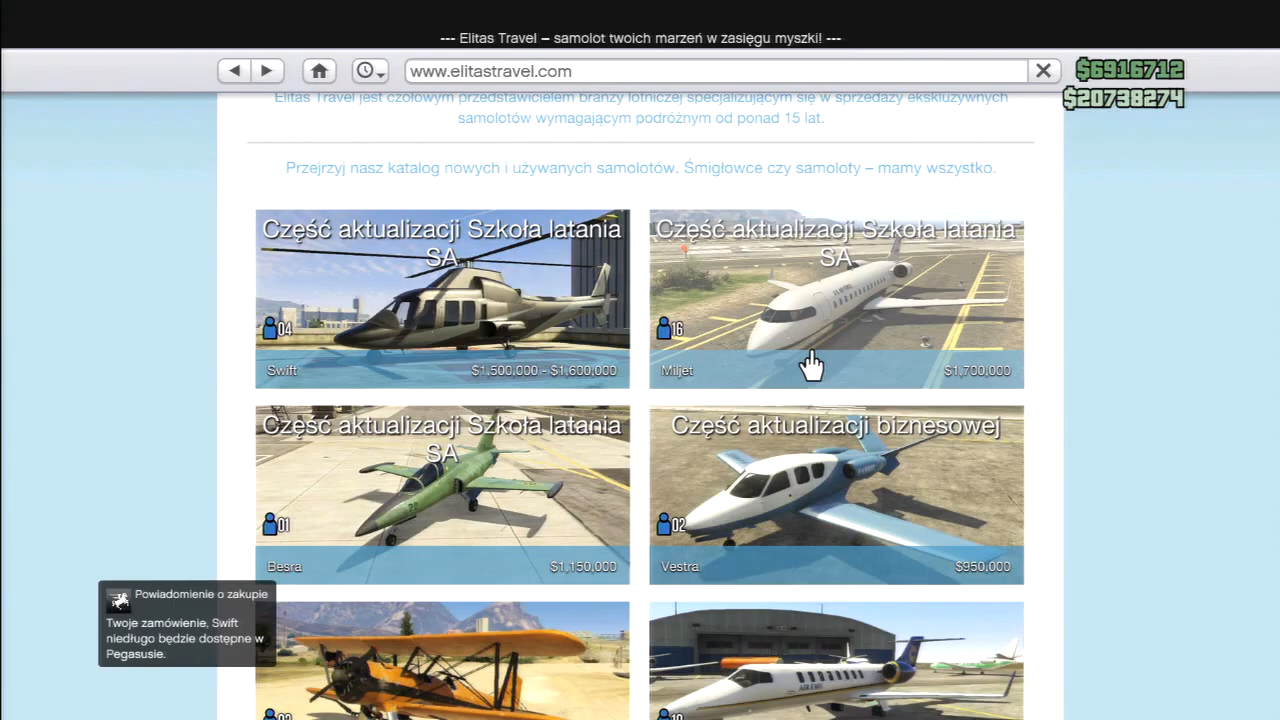 --- Elitas Travel – samolot twoich marzeń w zasięgu myszki! ---
www.elitastravel.com
$6916712
$20738274
Elitas Travel jest czołowym przedstawicielem branży lotniczej specjalizującym się w sprzedaży ekskluzywnych
samolotów wymagającym podróżnym od ponad 15 lat.
Przejrzyj nasz katalog nowych i używanych samolotów. Śmigłowce czy samoloty – mamy wszystko.
Część aktualizacji Szkoła latania
SA
04
Swift $1,500,000 - $1,600,000
Część aktualizacji Szkoła latania
SA
16
Miljet $1,700,000
Część aktualizacji Szkoła latania
SA
01
Besra $1,150,000
Część aktualizacji biznesowej
02
Vestra $950,000
Powiadomienie o zakupie
Twoje zamówienie, Swift
niedługo będzie dostępne w
Pegasusie.